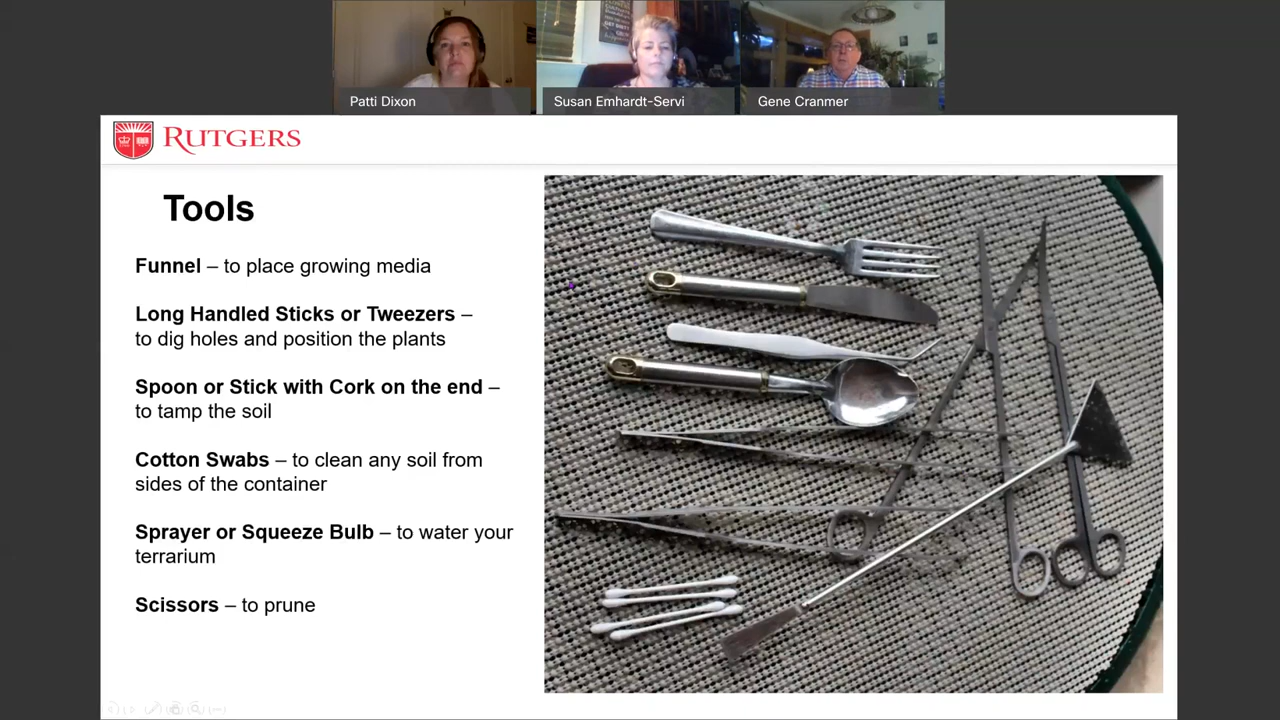 Patti Dixon
Susan Emhardt-Servi
Gene Cranmer
RUTGERS
Tools
Funnel – to place growing media
Long Handled Sticks or Tweezers –
to dig holes and position the plants
Spoon or Stick with Cork on the end –
to tamp the soil
Cotton Swabs – to clean any soil from
sides of the container
Sprayer or Squeeze Bulb – to water your
terrarium
Scissors – to prune